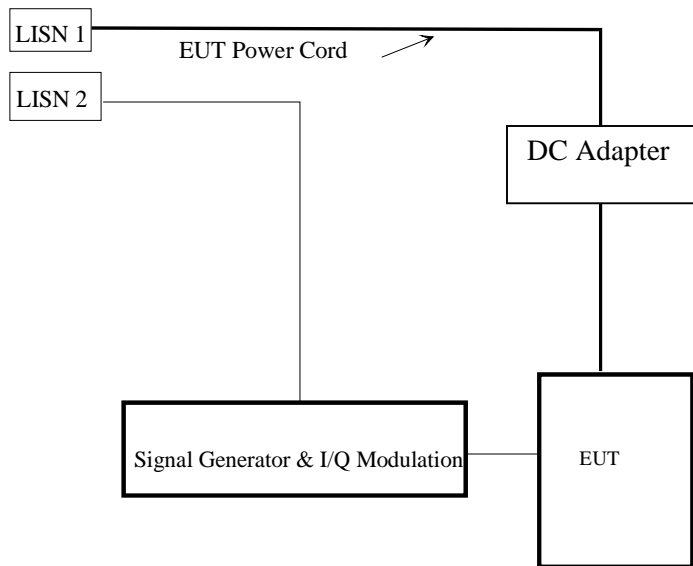 LISN 1
EUT Power Cord
LISN 2
DC Adapter
Signal Generator & I/Q Modulation
EUT